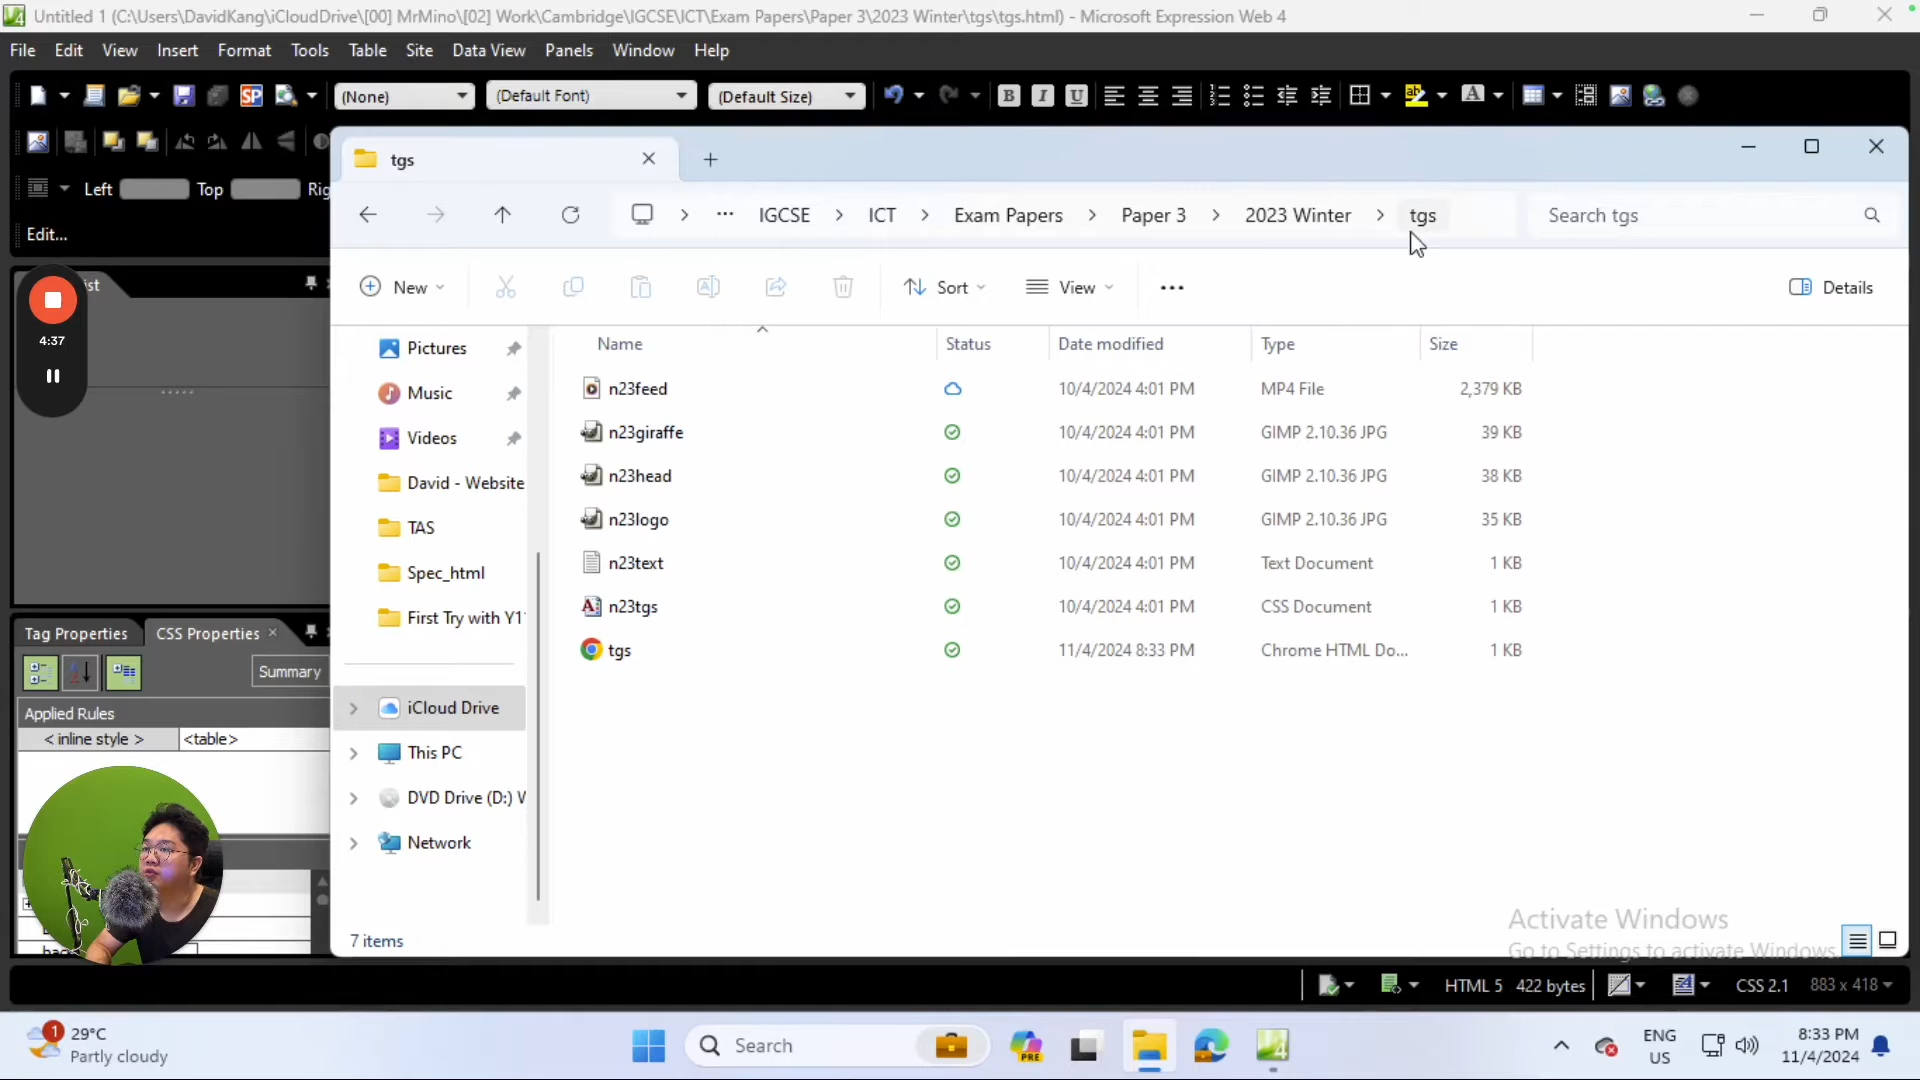 Untitled 1 (C:\Users\DavidKang\iCloudDrive\[00] MrMino\[02] Work\Cambridge\IGCSE\ICT\Exam Papers\Paper 3\2023 Winter\tgs\tgs.html) - Microsoft Expression Web 4
File Edit View Insert Format Tools Table Site Data View Panels Window Help
(None) (Default Font) (Default Size)
Left Top
Edit...
tgs
IGCSE > ICT > Exam Papers > Paper 3 > 2023 Winter > tgs
Search tgs
New Sort View ... Details
4:37
Pictures
Music
Videos
David - Website
TAS
Spec_html
First Try with Y1
iCloud Drive
This PC
DVD Drive (D:)
Network
Name Status Date modified Type Size
n23feed 10/4/2024 4:01 PM MP4 File 2,379 KB
n23giraffe 10/4/2024 4:01 PM GIMP 2.10.36 JPG 39 KB
n23head 10/4/2024 4:01 PM GIMP 2.10.36 JPG 38 KB
n23logo 10/4/2024 4:01 PM GIMP 2.10.36 JPG 35 KB
n23text 10/4/2024 4:01 PM Text Document 1 KB
n23tgs 10/4/2024 4:01 PM CSS Document 1 KB
tgs 11/4/2024 8:33 PM Chrome HTML Do... 1 KB
Tag Properties CSS Properties
Summary
Applied Rules
< inline style > <table>
7 items
Activate Windows
Go to Settings to activate Windows.
HTML 5 422 bytes CSS 2.1 883 x 418
1
29°C
Partly cloudy
Search
PRE
ENG
US
8:33 PM
11/4/2024